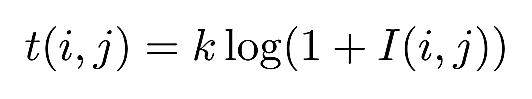 t(i, j) = k log(1 + I(i, j))